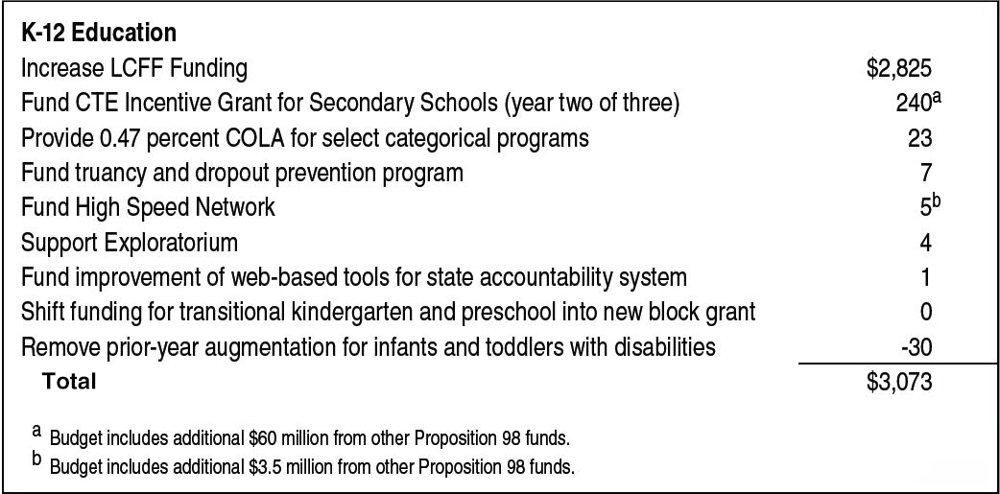 K-12 Education
Increase LCFF Funding $2,825
Fund CTE Incentive Grant for Secondary Schools (year two of three) 240a
Provide 0.47 percent COLA for select categorical programs 23
Fund truancy and dropout prevention program 7
Fund High Speed Network 5b
Support Exploratorium 4
Fund improvement of web-based tools for state accountability system 1
Shift funding for transitional kindergarten and preschool into new block grant 0
Remove prior-year augmentation for infants and toddlers with disabilities -30
Total $3,073
a Budget includes additional $60 million from other Proposition 98 funds.
b Budget includes additional $3.5 million from other Proposition 98 funds.